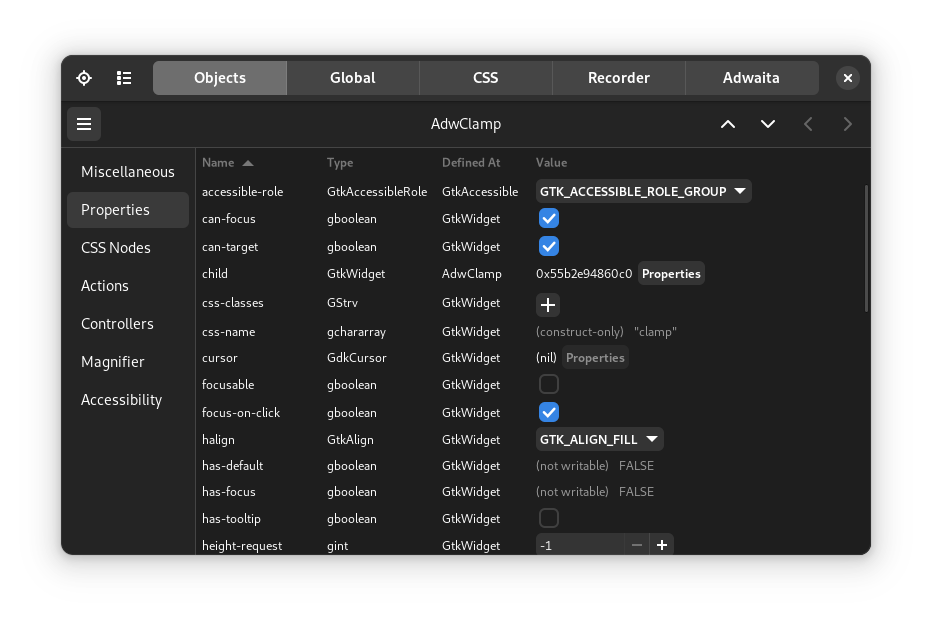 Objects Global CSS Recorder Adwaita
AdwClamp
Miscellaneous
Properties
CSS Nodes
Actions
Controllers
Magnifier
Accessibility
Name Type Defined At Value
accessible-role GtkAccessibleRole GtkAccessible GTK_ACCESSIBLE_ROLE_GROUP
can-focus gboolean GtkWidget
can-target gboolean GtkWidget
child GtkWidget AdwClamp 0x55b2e94860c0 Properties
css-classes GStrv GtkWidget
css-name gchararray GtkWidget (construct-only) "clamp"
cursor GdkCursor GtkWidget (nil) Properties
focusable gboolean GtkWidget
focus-on-click gboolean GtkWidget
halign GtkAlign GtkWidget GTK_ALIGN_FILL
has-default gboolean GtkWidget (not writable) FALSE
has-focus gboolean GtkWidget (not writable) FALSE
has-tooltip gboolean GtkWidget
height-request gint GtkWidget -1